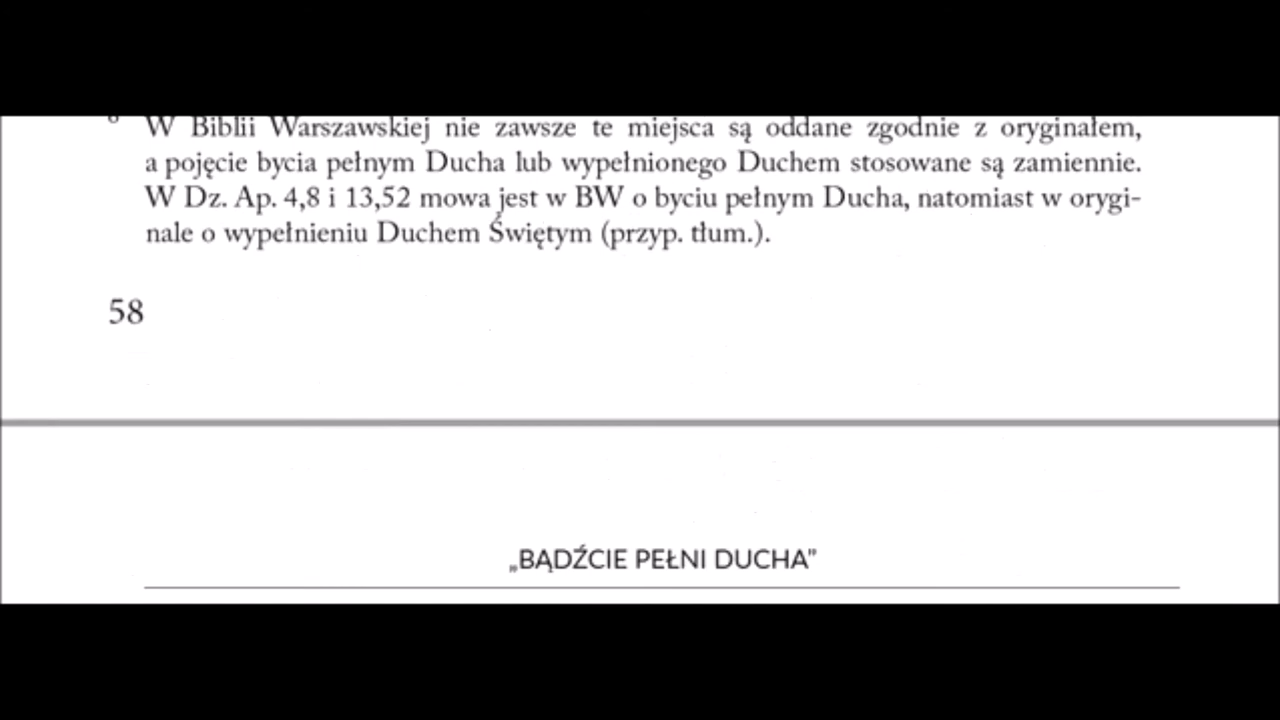 W Biblii Warszawskiej nie zawsze te miejsca są oddane zgodnie z oryginałem,
a pojęcie bycia pełnym Ducha lub wypełnionego Duchem stosowane są zamiennie.
W Dz. Ap. 4,8 i 13,52 mowa jest w BW o byciu pełnym Ducha, natomiast w orygi-
nale o wypełnieniu Duchem Świętym (przyp. tłum.).
58
„BĄDŹCIE PEŁNI DUCHA”